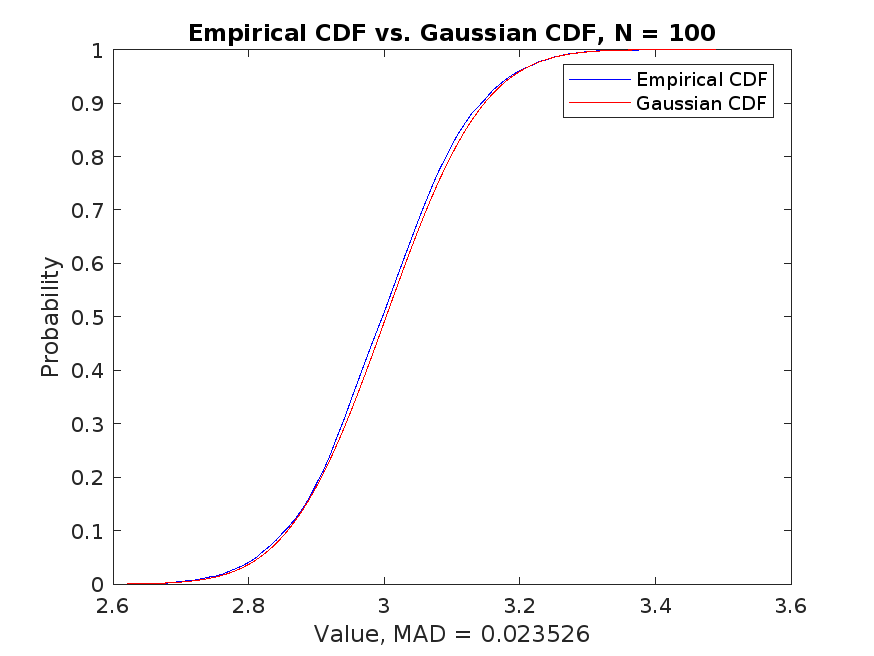 Empirical CDF vs. Gaussian CDF, N = 100
1
0.9
0.8
0.7
0.6
0.5
0.4
0.3
0.2
0.1
0
Probability
Empirical CDF
Gaussian CDF
2.6 2.8 3 3.2 3.4 3.6
Value, MAD = 0.023526